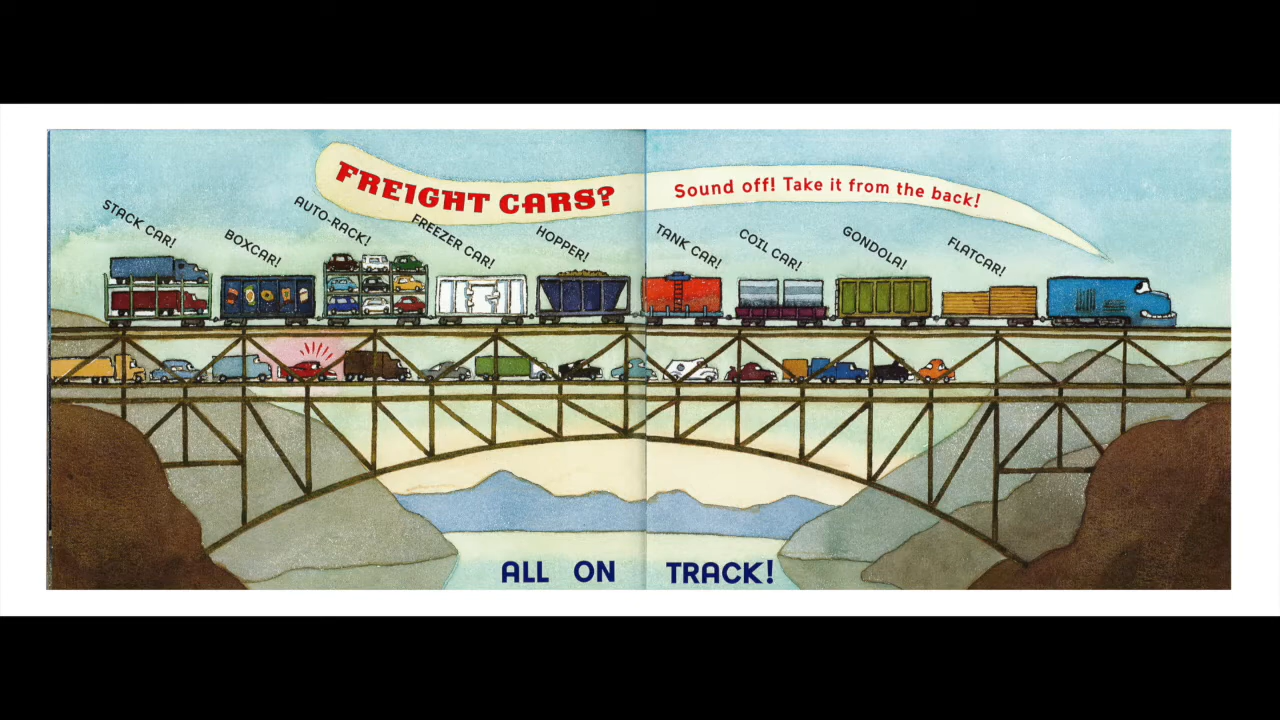 FREIGHT CARS?
Sound off! Take it from the back!
STACK CAR!
BOXCAR!
AUTO-RACK!
FREEZER CAR!
HOPPER!
TANK CAR!
COIL CAR!
GONDOLA!
FLATCAR!
ALL ON TRACK!